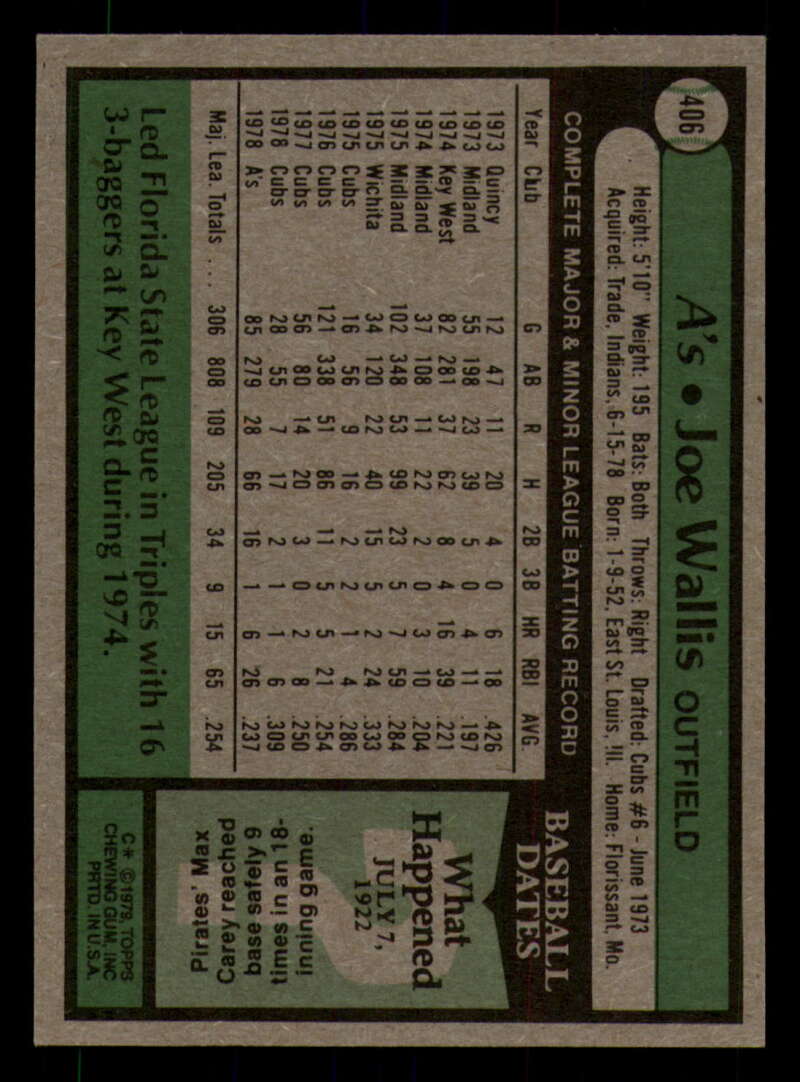 406
A's • Joe Wallis OUTFIELD
Height: 5'10" Weight: 195 Bats: Both Throws: Right Drafted: Cubs #6 - June 1973
Acquired: Trade, Indians, 6-15-78 Born: 1-9-52, East St. Louis, Ill. Home: Florissant, Mo.
COMPLETE MAJOR & MINOR LEAGUE BATTING RECORD
Year Club G AB R H 2B 3B HR RBI AVG.
1973 Quincy 12 47 11 20 4 0 6 18 .426
1973 Midland 55 198 23 39 5 0 4 11 .197
1974 Key West 82 281 37 62 8 4 16 39 .221
1974 Midland 37 108 11 22 2 0 3 10 .204
1975 Midland 102 348 53 99 23 5 7 59 .284
1975 Wichita 34 120 22 40 15 5 2 24 .333
1975 Cubs 16 56 9 16 2 2 1 4 .286
1976 Cubs 121 338 51 86 11 5 5 21 .254
1977 Cubs 56 80 14 20 3 0 2 8 .250
1978 Cubs 28 55 7 17 2 1 1 6 .309
1978 A's 85 279 28 66 16 1 6 26 .237
Maj. Lea. Totals ... 306 808 109 205 34 9 15 65 .254
Led Florida State League in Triples with 16
3-baggers at Key West during 1974.
BASEBALL
DATES
What
Happened
JULY 7,
1922
Pirates' Max
Carey reached
base safely 9
times in an 18-
inning game.
C* ©1979, TOPPS
CHEWING GUM, INC
PRTD. IN U.S.A.